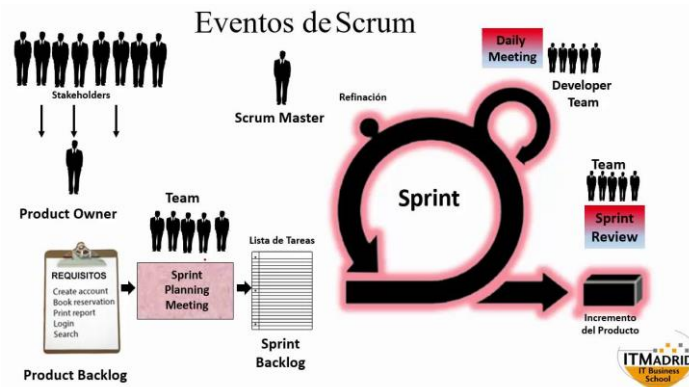 Eventos de Scrum
Stakeholders
Product Owner
Scrum Master
Refinación
Daily
Meeting
Developer
Team
Sprint
Team
Sprint
Review
Incremento
del Producto
Team
Sprint
Planning
Meeting
Lista de Tareas
Sprint
Backlog
REQUISITOS
Create account
Book reservation
Print report
Login
Search
Product Backlog
ITMADRID
IT Business
School